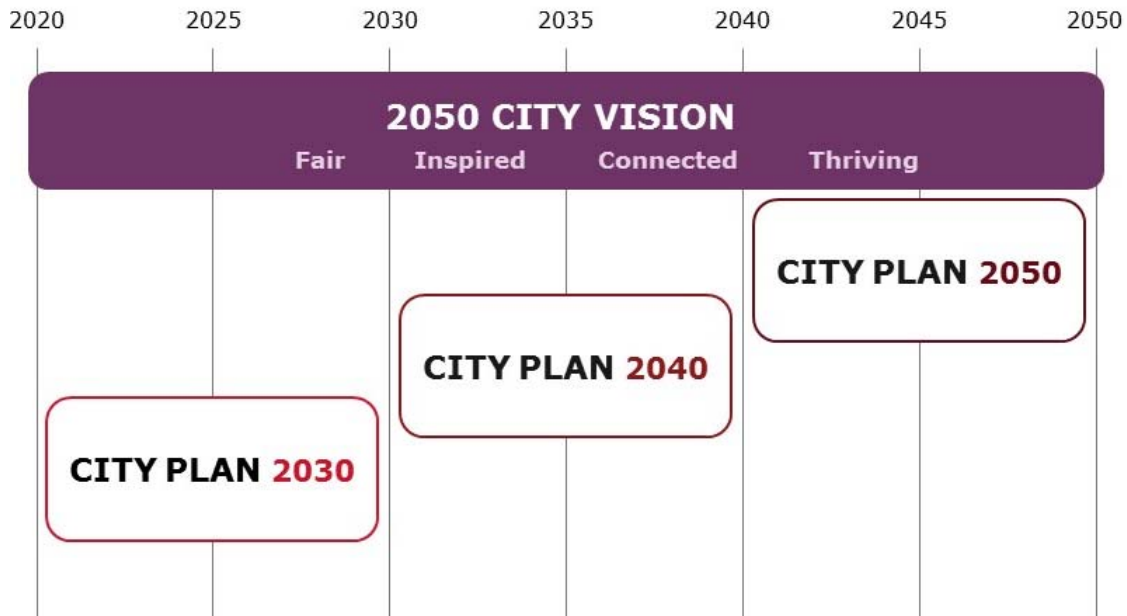 2020 2025 2030 2035 2040 2045 2050
2050 CITY VISION
Fair Inspired Connected Thriving
CITY PLAN 2050
CITY PLAN 2040
CITY PLAN 2030